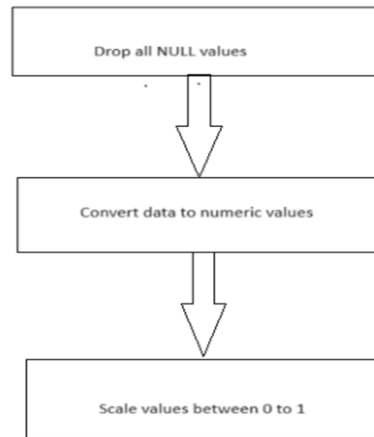 Drop all NULL values
Convert data to numeric values
Scale values between 0 to 1